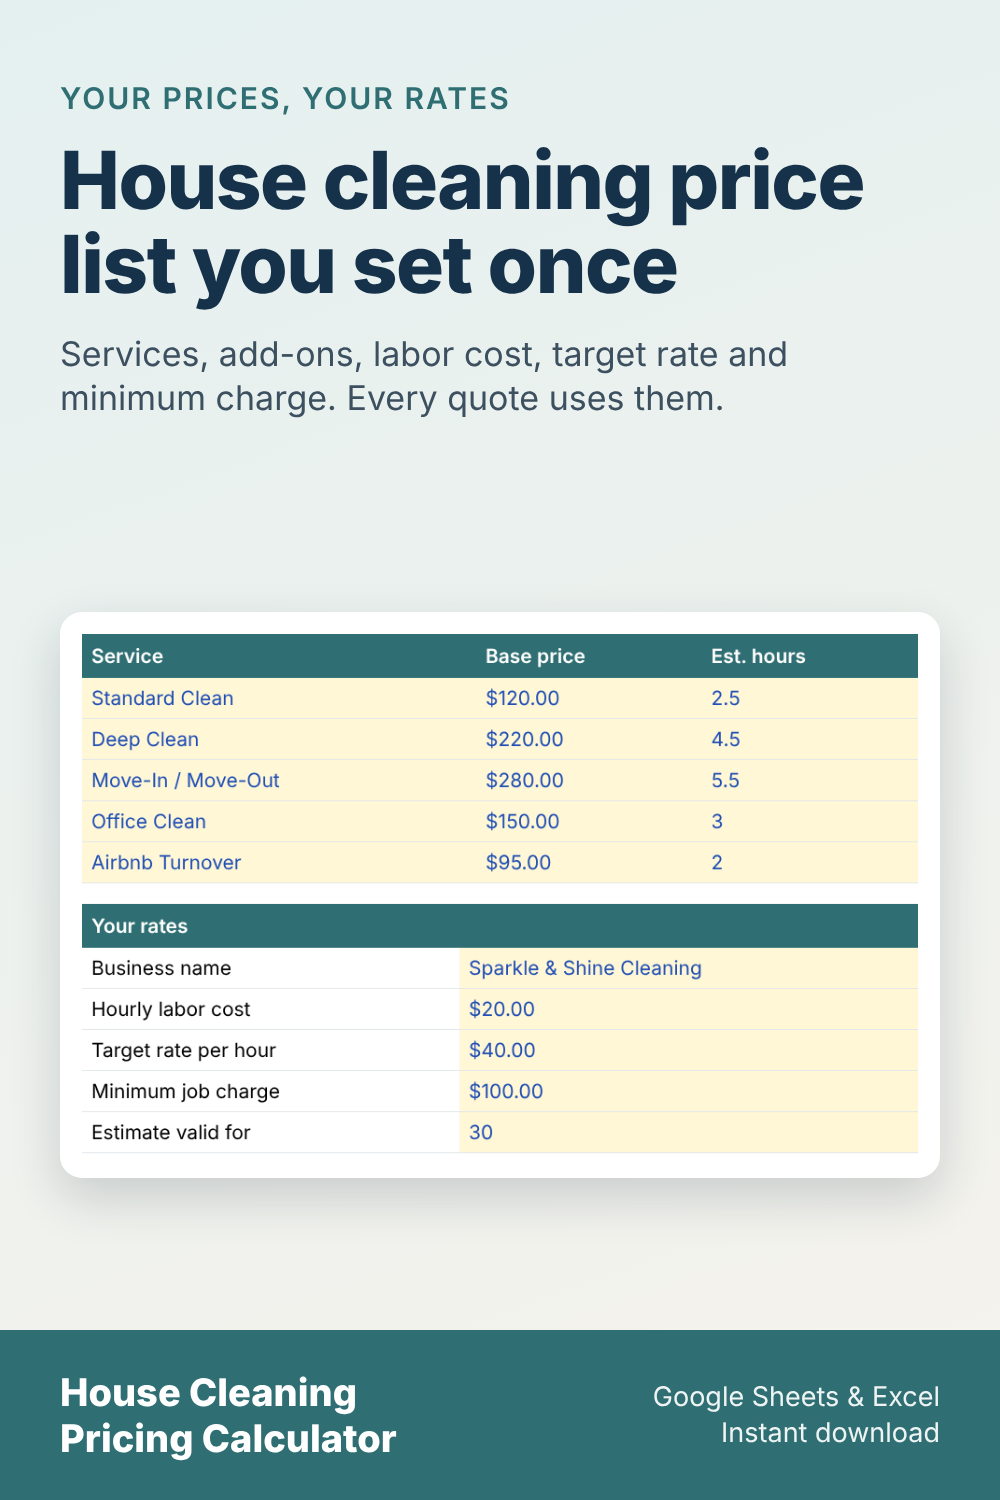 YOUR PRICES, YOUR RATES
House cleaning price
list you set once
Services, add-ons, labor cost, target rate and
minimum charge. Every quote uses them.
Service Base price Est. hours
Standard Clean $120.00 2.5
Deep Clean $220.00 4.5
Move-In / Move-Out $280.00 5.5
Office Clean $150.00 3
Airbnb Turnover $95.00 2
Your rates
Business name Sparkle & Shine Cleaning
Hourly labor cost $20.00
Target rate per hour $40.00
Minimum job charge $100.00
Estimate valid for 30
House Cleaning
Pricing Calculator
Google Sheets & Excel
Instant download